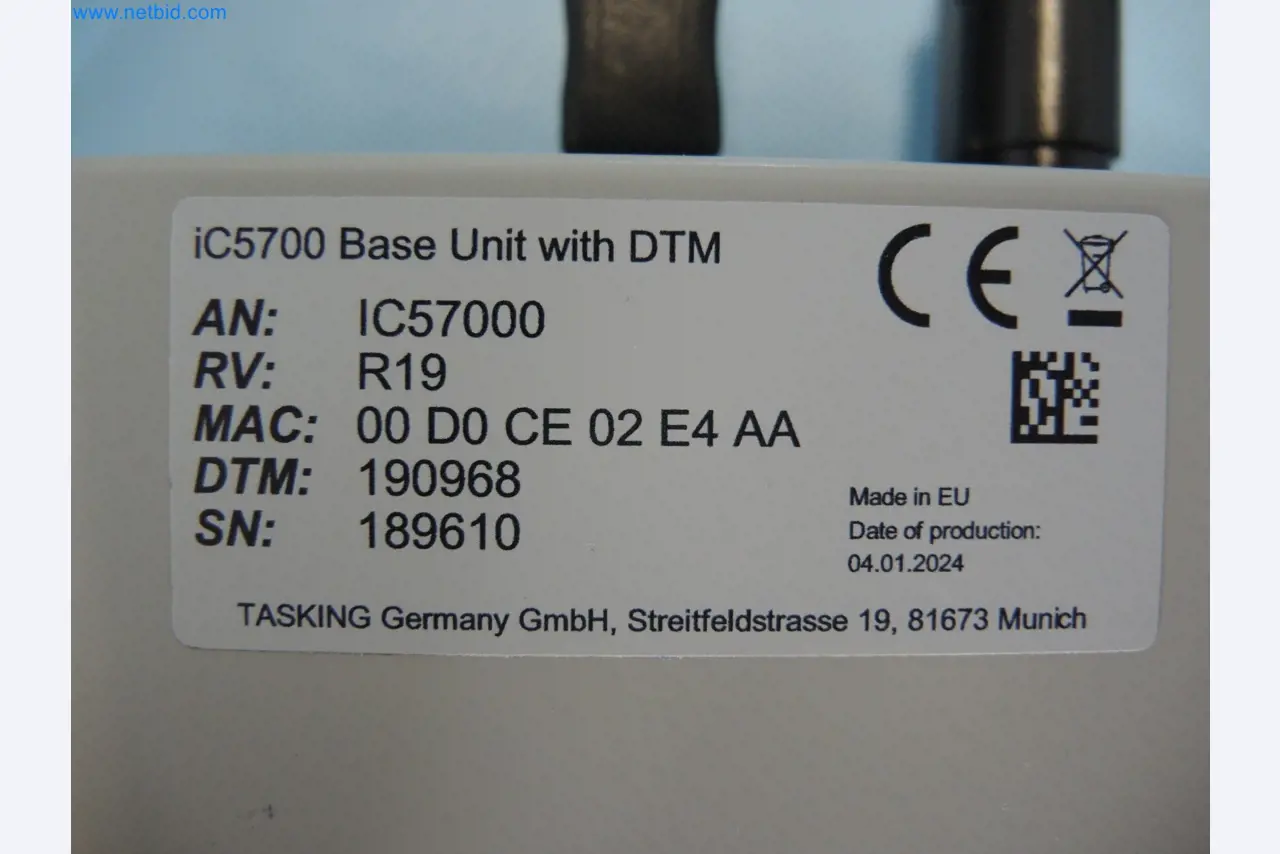 www.netbid.com
iC5700 Base Unit with DTM
AN: IC57000
RV: R19
MAC: 00 D0 CE 02 E4 AA
DTM: 190968
SN: 189610
Made in EU
Date of production:
04.01.2024
TASKING Germany GmbH, Streitfeldstrasse 19, 81673 Munich